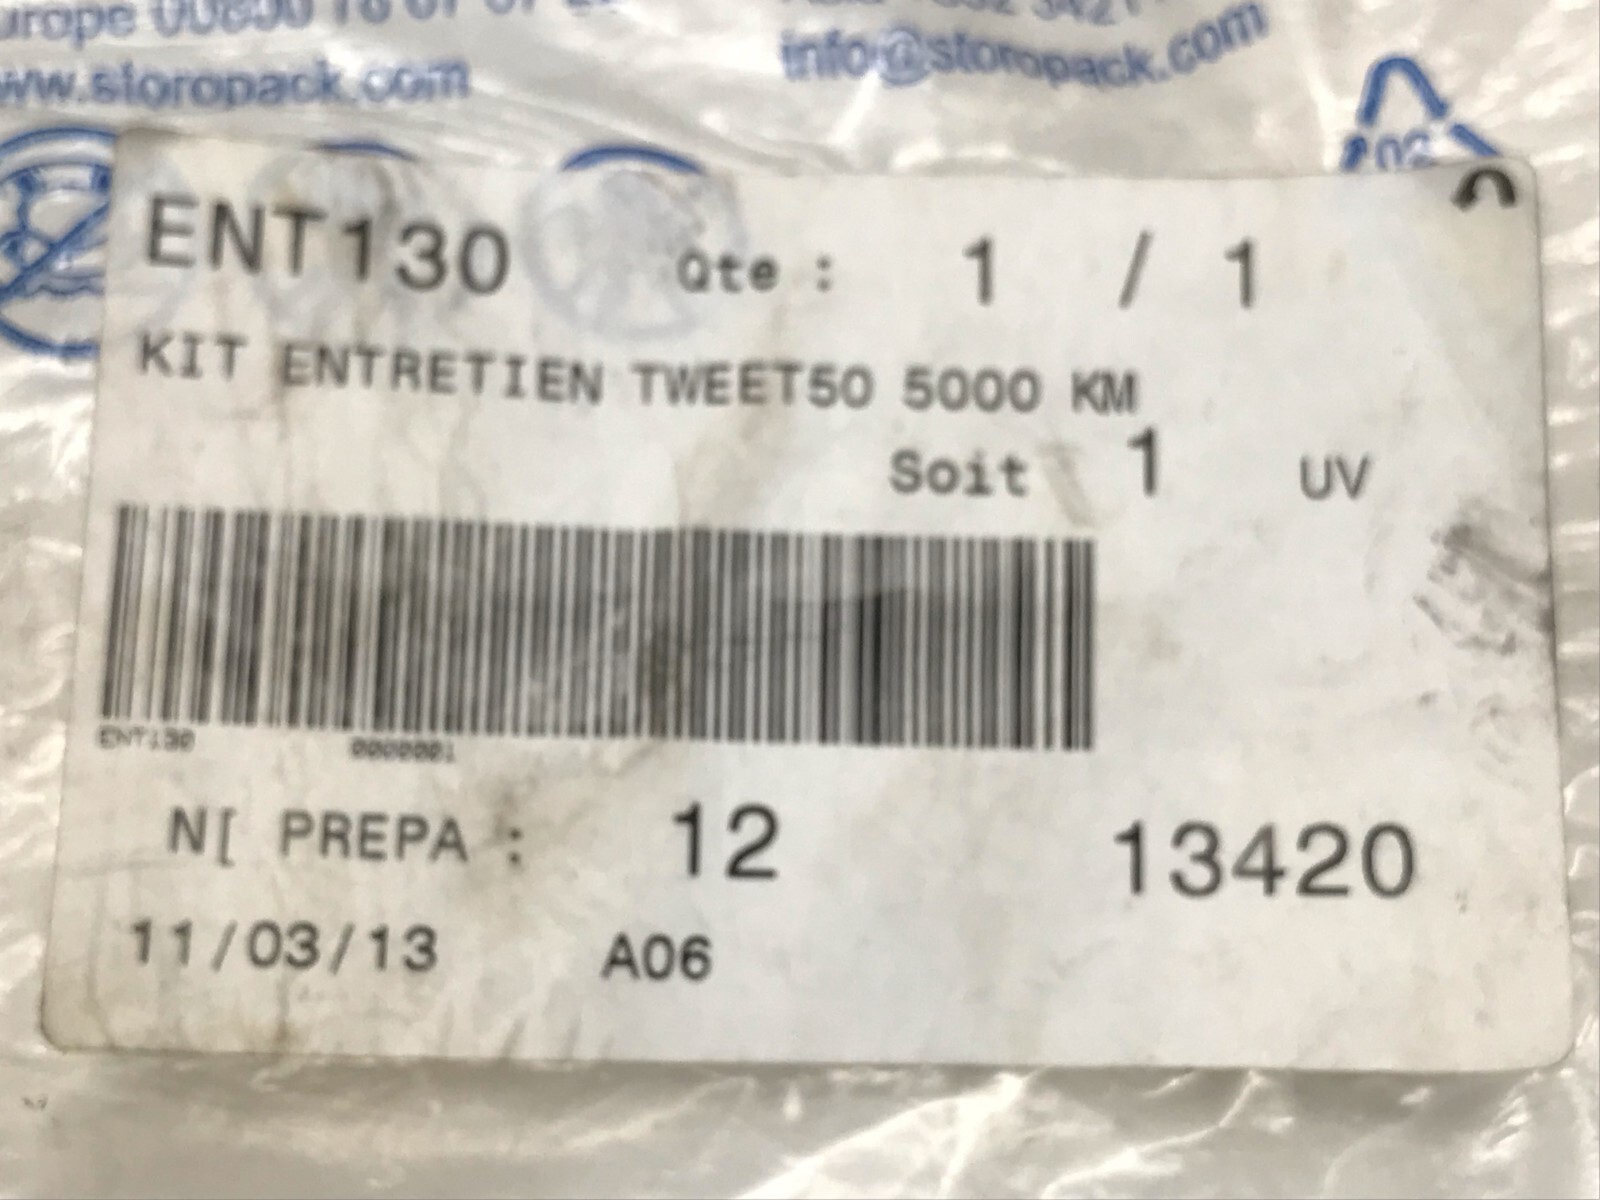 www.storopack.com
info@storopack.com
02
ENT130 Qte : 1 / 1
KIT ENTRETIEN TWEET50 5000 KM
Soit 1 UV
ENT130 0000001
N[ PREPA : 12 13420
11/03/13 A06